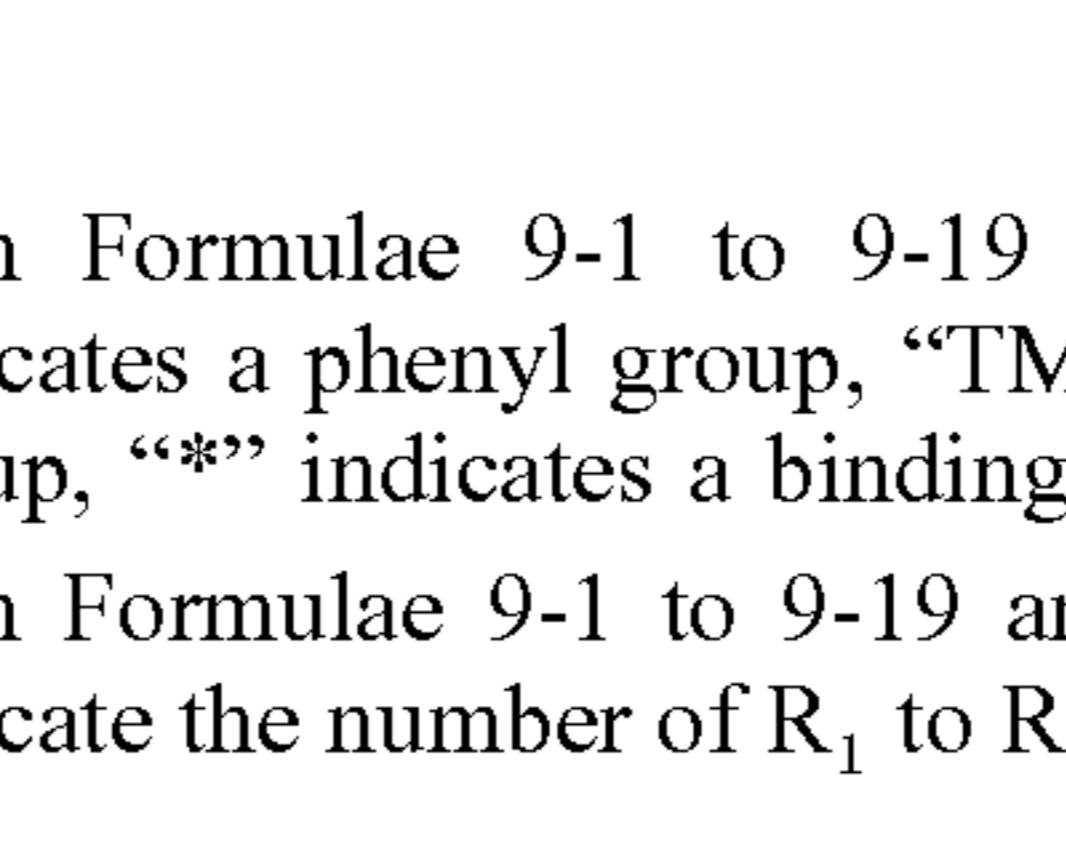 n Formulae 9-1 to 9-19
cates a phenyl group, “TM
up, “*” indicates a binding
n Formulae 9-1 to 9-19 ar
cate the number of R₁ to R